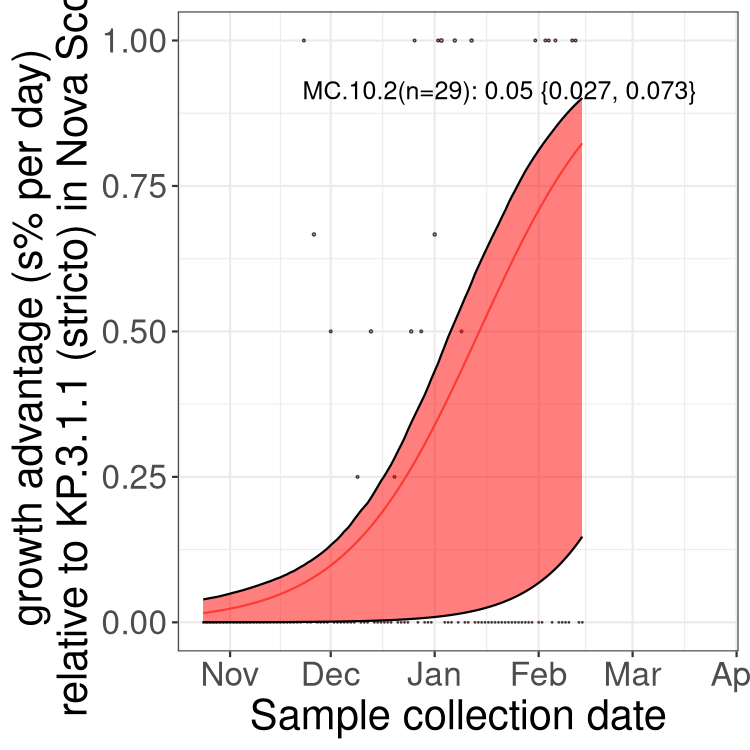 growth advantage (s% per day)
relative to KP.3.1.1 (stricto) in Nova Sco
1.00
0.75
0.50
0.25
0.00
MC.10.2(n=29): 0.05 {0.027, 0.073}
Nov Dec Jan Feb Mar Ap
Sample collection date